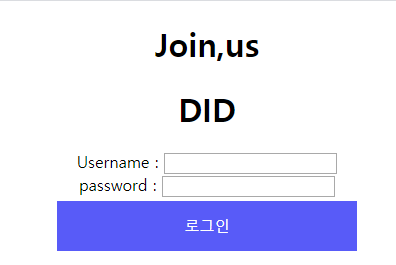 Join,us
DID
Username :
password :
로그인